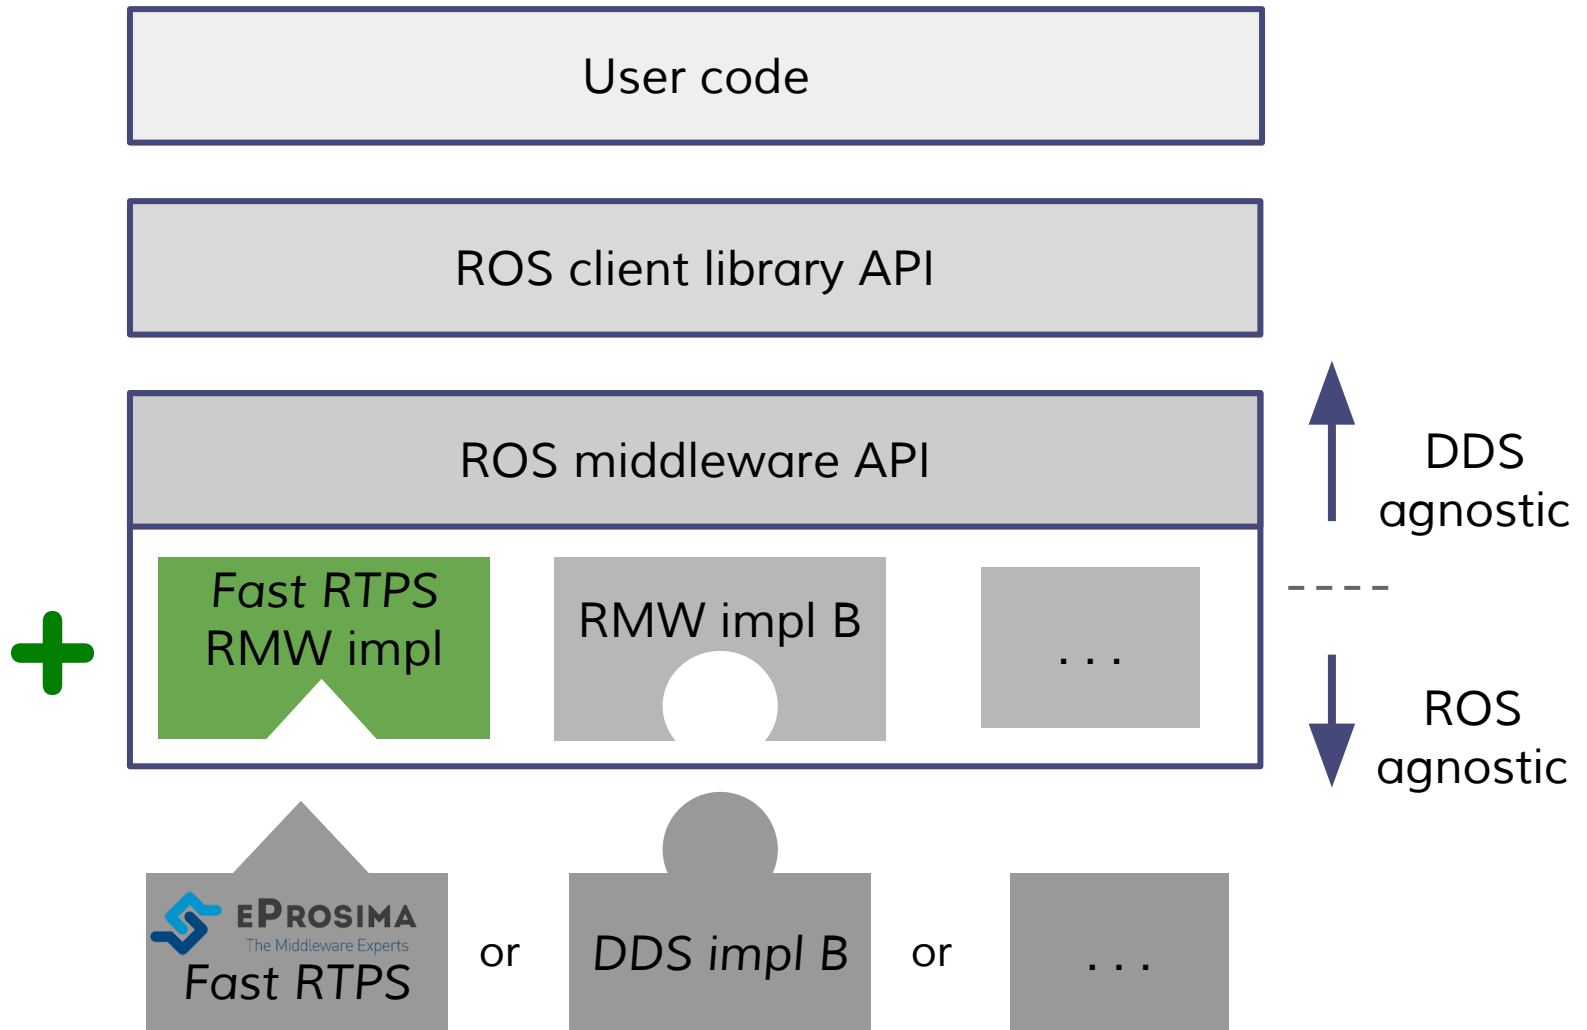 User code
ROS client library API
ROS middleware API
DDS
agnostic
Fast RTPS
RMW impl
RMW impl B
. . .
ROS
agnostic
EPROSIMA
The Middleware Experts
Fast RTPS
or
DDS impl B
or
. . .